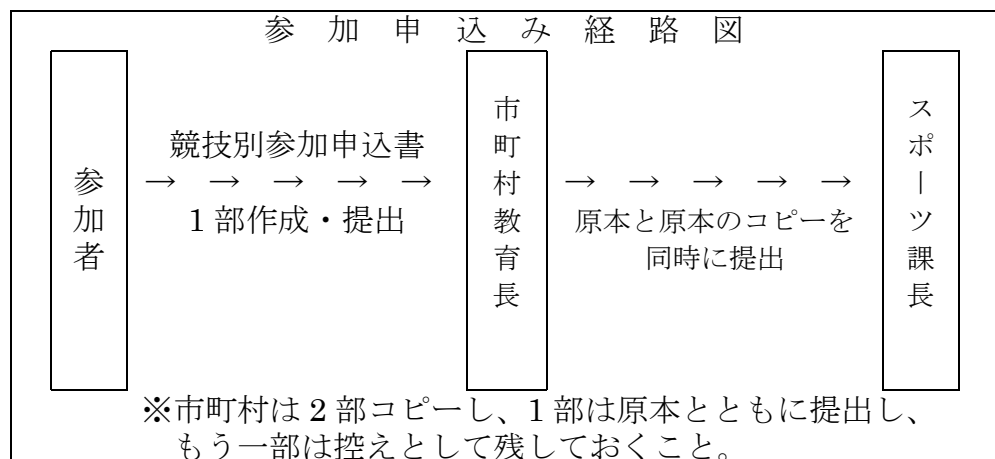 参加申込み経路図
参加者
競技別参加申込書
→ → → → →
1部作成・提出
市町村教育長
→ → → → →
原本と原本のコピーを
同時に提出
スポーツ課長
※市町村は2部コピーし、1部は原本とともに提出し、
もう一部は控えとして残しておくこと。